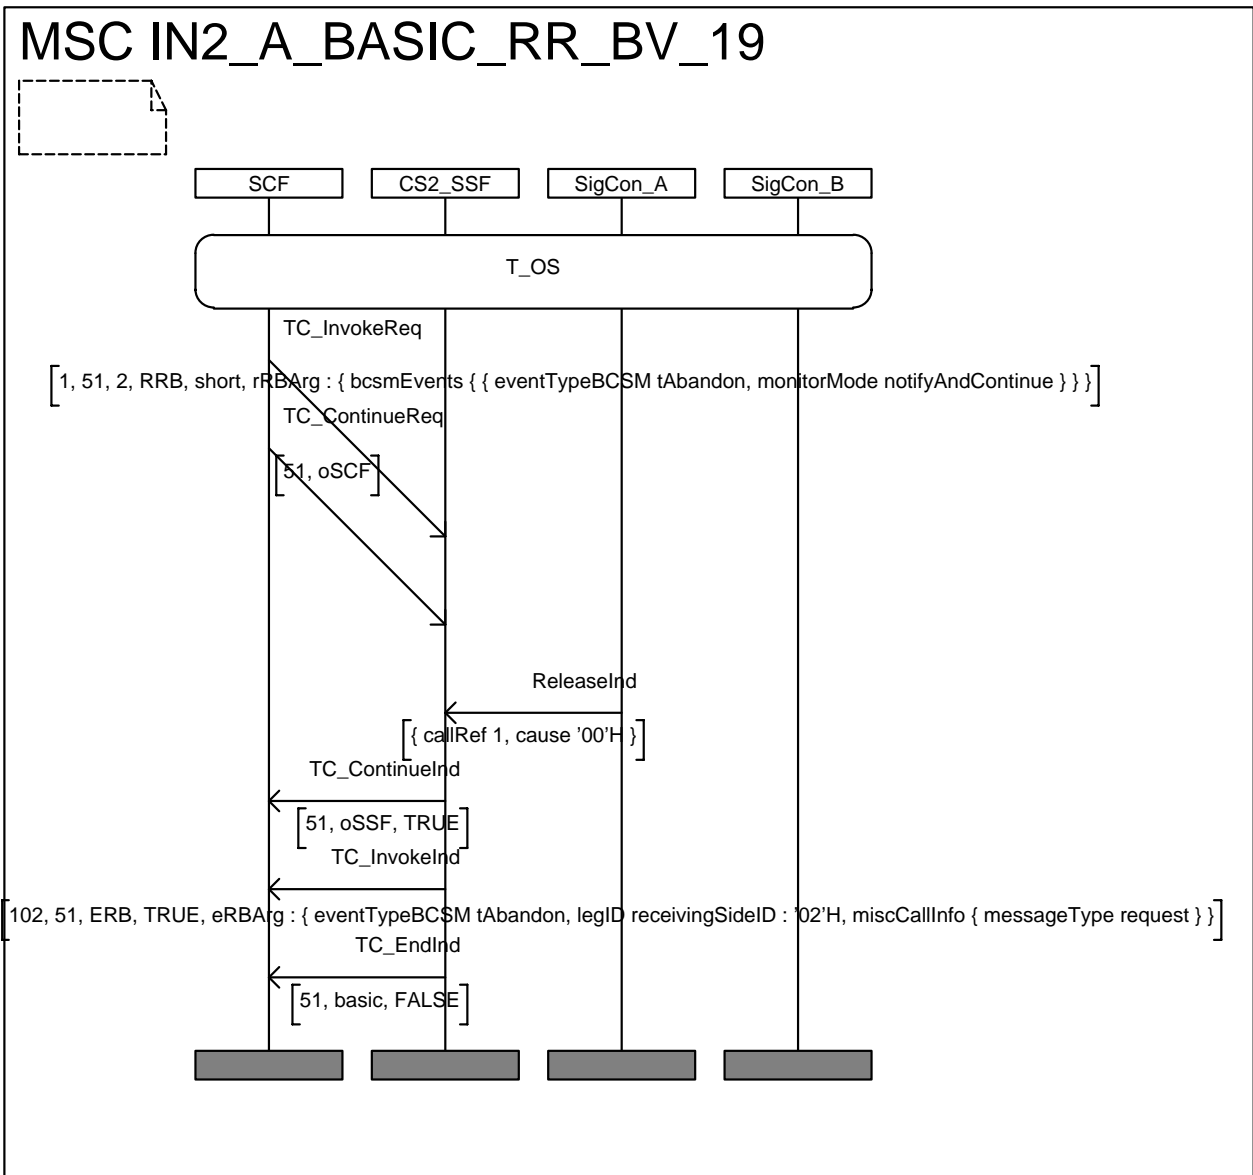 MSC IN2_A_BASIC_RR_BV_19
SCF CS2_SSF SigCon_A SigCon_B
T_OS
TC_InvokeReq
1, 51, 2, RRB, short, rRBArg : { bcsmEvents { { eventTypeBCSM tAbandon, monitorMode notifyAndContinue } } }
TC_ContinueReq
51, oSCF
ReleaseInd
{ callRef 1, cause '00'H }
TC_ContinueInd
51, oSSF, TRUE
TC_InvokeInd
102, 51, ERB, TRUE, eRBArg : { eventTypeBCSM tAbandon, legID receivingSideID : '02'H, miscCallInfo { messageType request } }
TC_EndInd
51, basic, FALSE